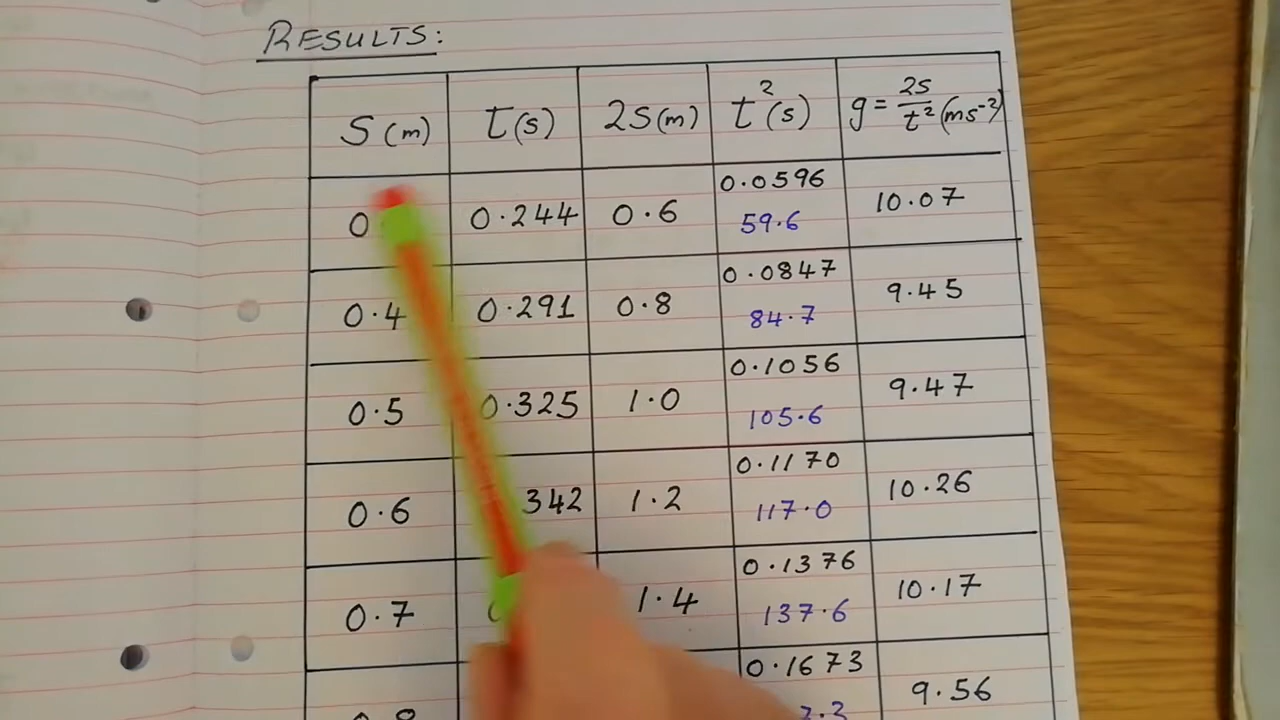 RESULTS:
S (m) t(s) 2S(m) t²(s) g = 2s/t² (ms⁻²)
0. 0.244 0.6 0.0596 10.07
59.6
0.4 0.291 0.8 0.0847 9.45
84.7
0.5 0.325 1.0 0.1056 9.47
105.6
0.6 342 1.2 0.1170 10.26
117.0
0.7 1.4 0.1376 10.17
137.6
0.1673 9.56